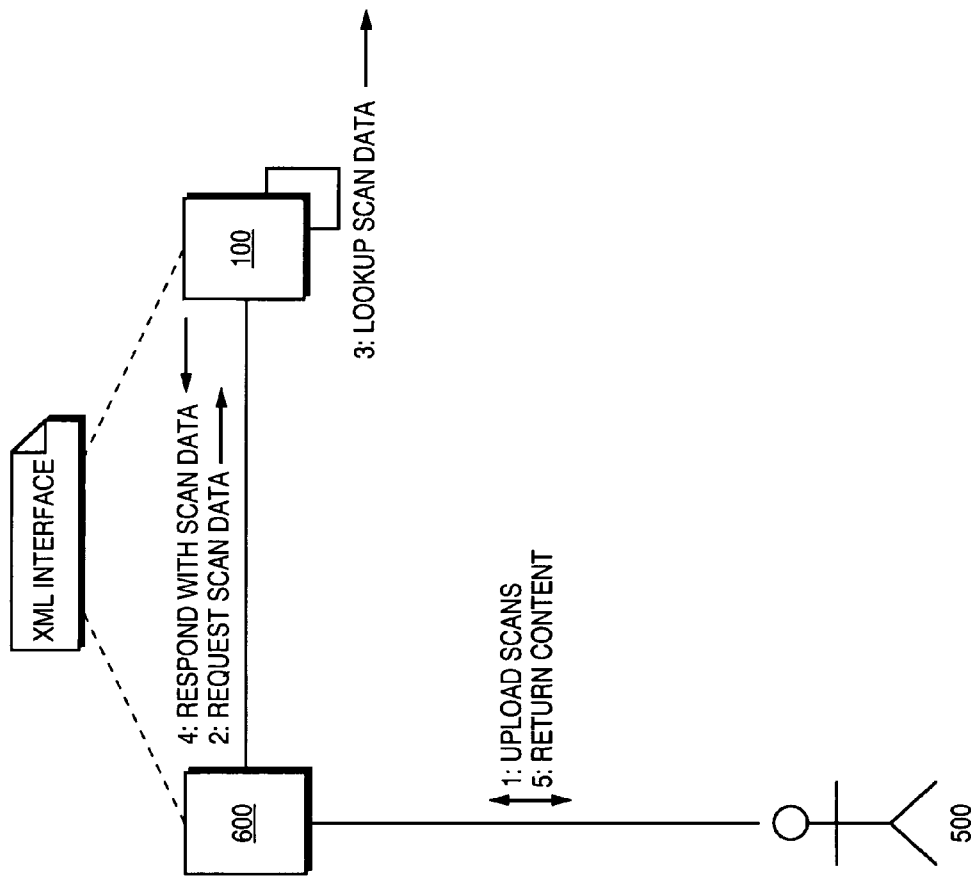 XML INTERFACE
600
100
4: RESPOND WITH SCAN DATA
2: REQUEST SCAN DATA
3: LOOKUP SCAN DATA
1: UPLOAD SCANS
5: RETURN CONTENT
500